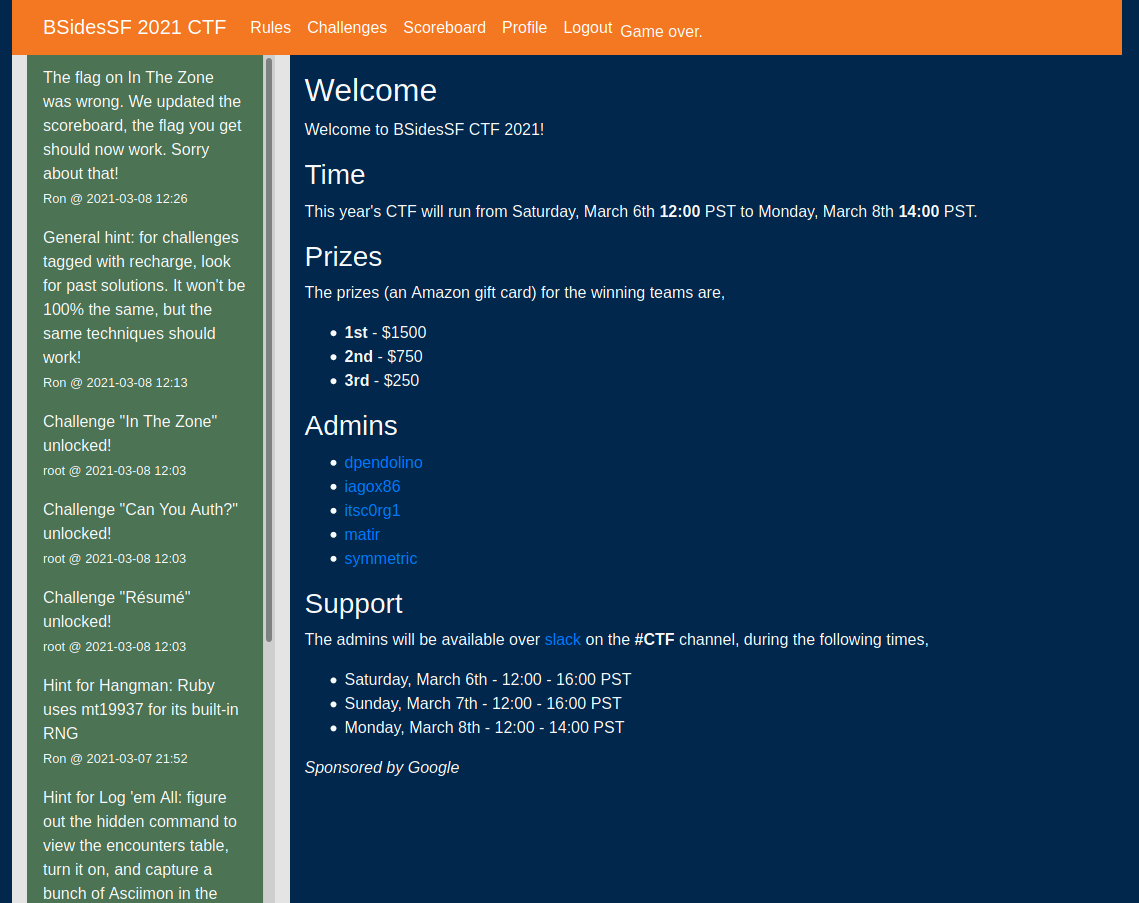 BSidesSF 2021 CTF Rules Challenges Scoreboard Profile Logout Game over.
The flag on In The Zone
was wrong. We updated the
scoreboard, the flag you get
should now work. Sorry
about that!
Ron @ 2021-03-08 12:26
General hint: for challenges
tagged with recharge, look
for past solutions. It won't be
100% the same, but the
same techniques should
work!
Ron @ 2021-03-08 12:13
Challenge "In The Zone"
unlocked!
root @ 2021-03-08 12:03
Challenge "Can You Auth?"
unlocked!
root @ 2021-03-08 12:03
Challenge "Résumé"
unlocked!
root @ 2021-03-08 12:03
Hint for Hangman: Ruby
uses mt19937 for its built-in
RNG
Ron @ 2021-03-07 21:52
Hint for Log 'em All: figure
out the hidden command to
view the encounters table,
turn it on, and capture a
bunch of Asciimon in the
Welcome
Welcome to BSidesSF CTF 2021!
Time
This year's CTF will run from Saturday, March 6th 12:00 PST to Monday, March 8th 14:00 PST.
Prizes
The prizes (an Amazon gift card) for the winning teams are,
1st - $1500
2nd - $750
3rd - $250
Admins
dpendolino
iagox86
itsc0rg1
matir
symmetric
Support
The admins will be available over slack on the #CTF channel, during the following times,
Saturday, March 6th - 12:00 - 16:00 PST
Sunday, March 7th - 12:00 - 16:00 PST
Monday, March 8th - 12:00 - 14:00 PST
Sponsored by Google